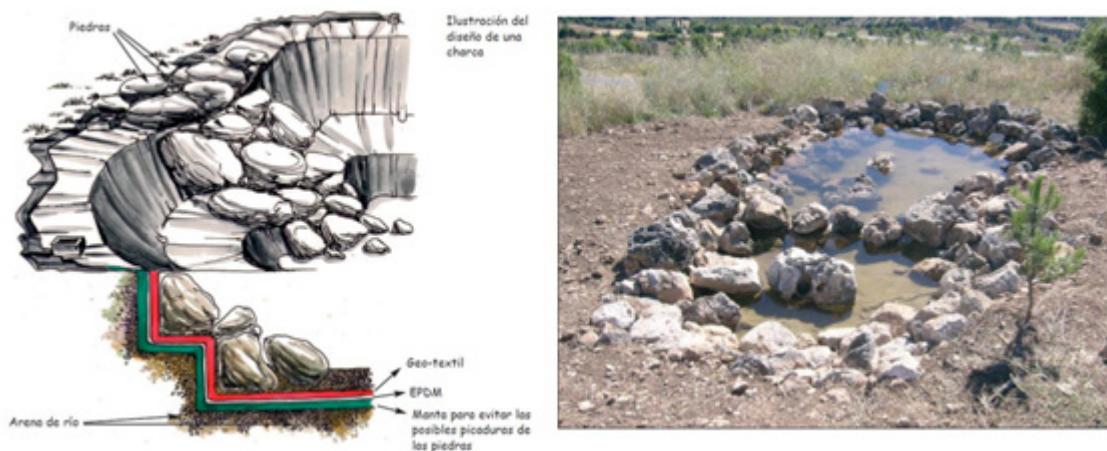 Piedras
Ilustración del
diseño de una
charca
Geo-textil
EPDM
Manta para evitar las
posibles picaduras de
las piedras
Arena de río